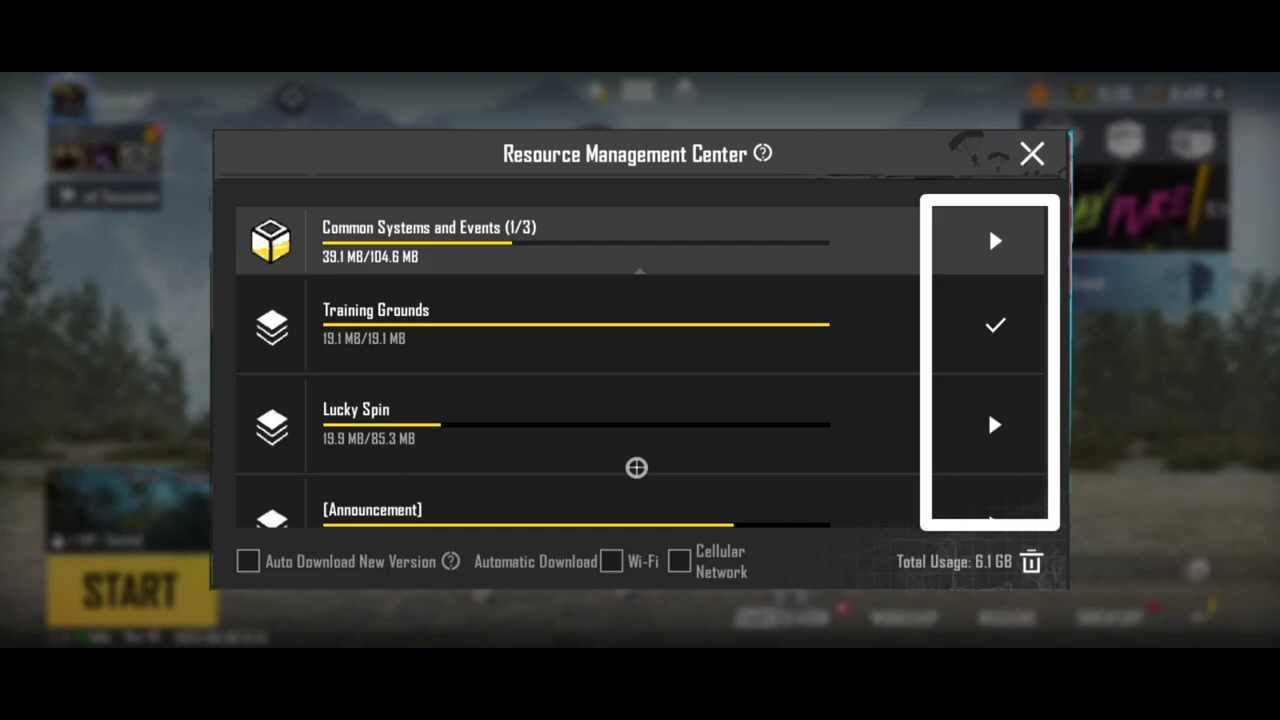 Resource Management Center
Common Systems and Events (1/3)
39.1 MB/104.6 MB
Training Grounds
19.1 MB/19.1 MB
Lucky Spin
19.9 MB/85.3 MB
[Announcement]
Auto Download New Version
Automatic Download
Wi-Fi
Cellular
Network
Total Usage: 6.1 GB
START